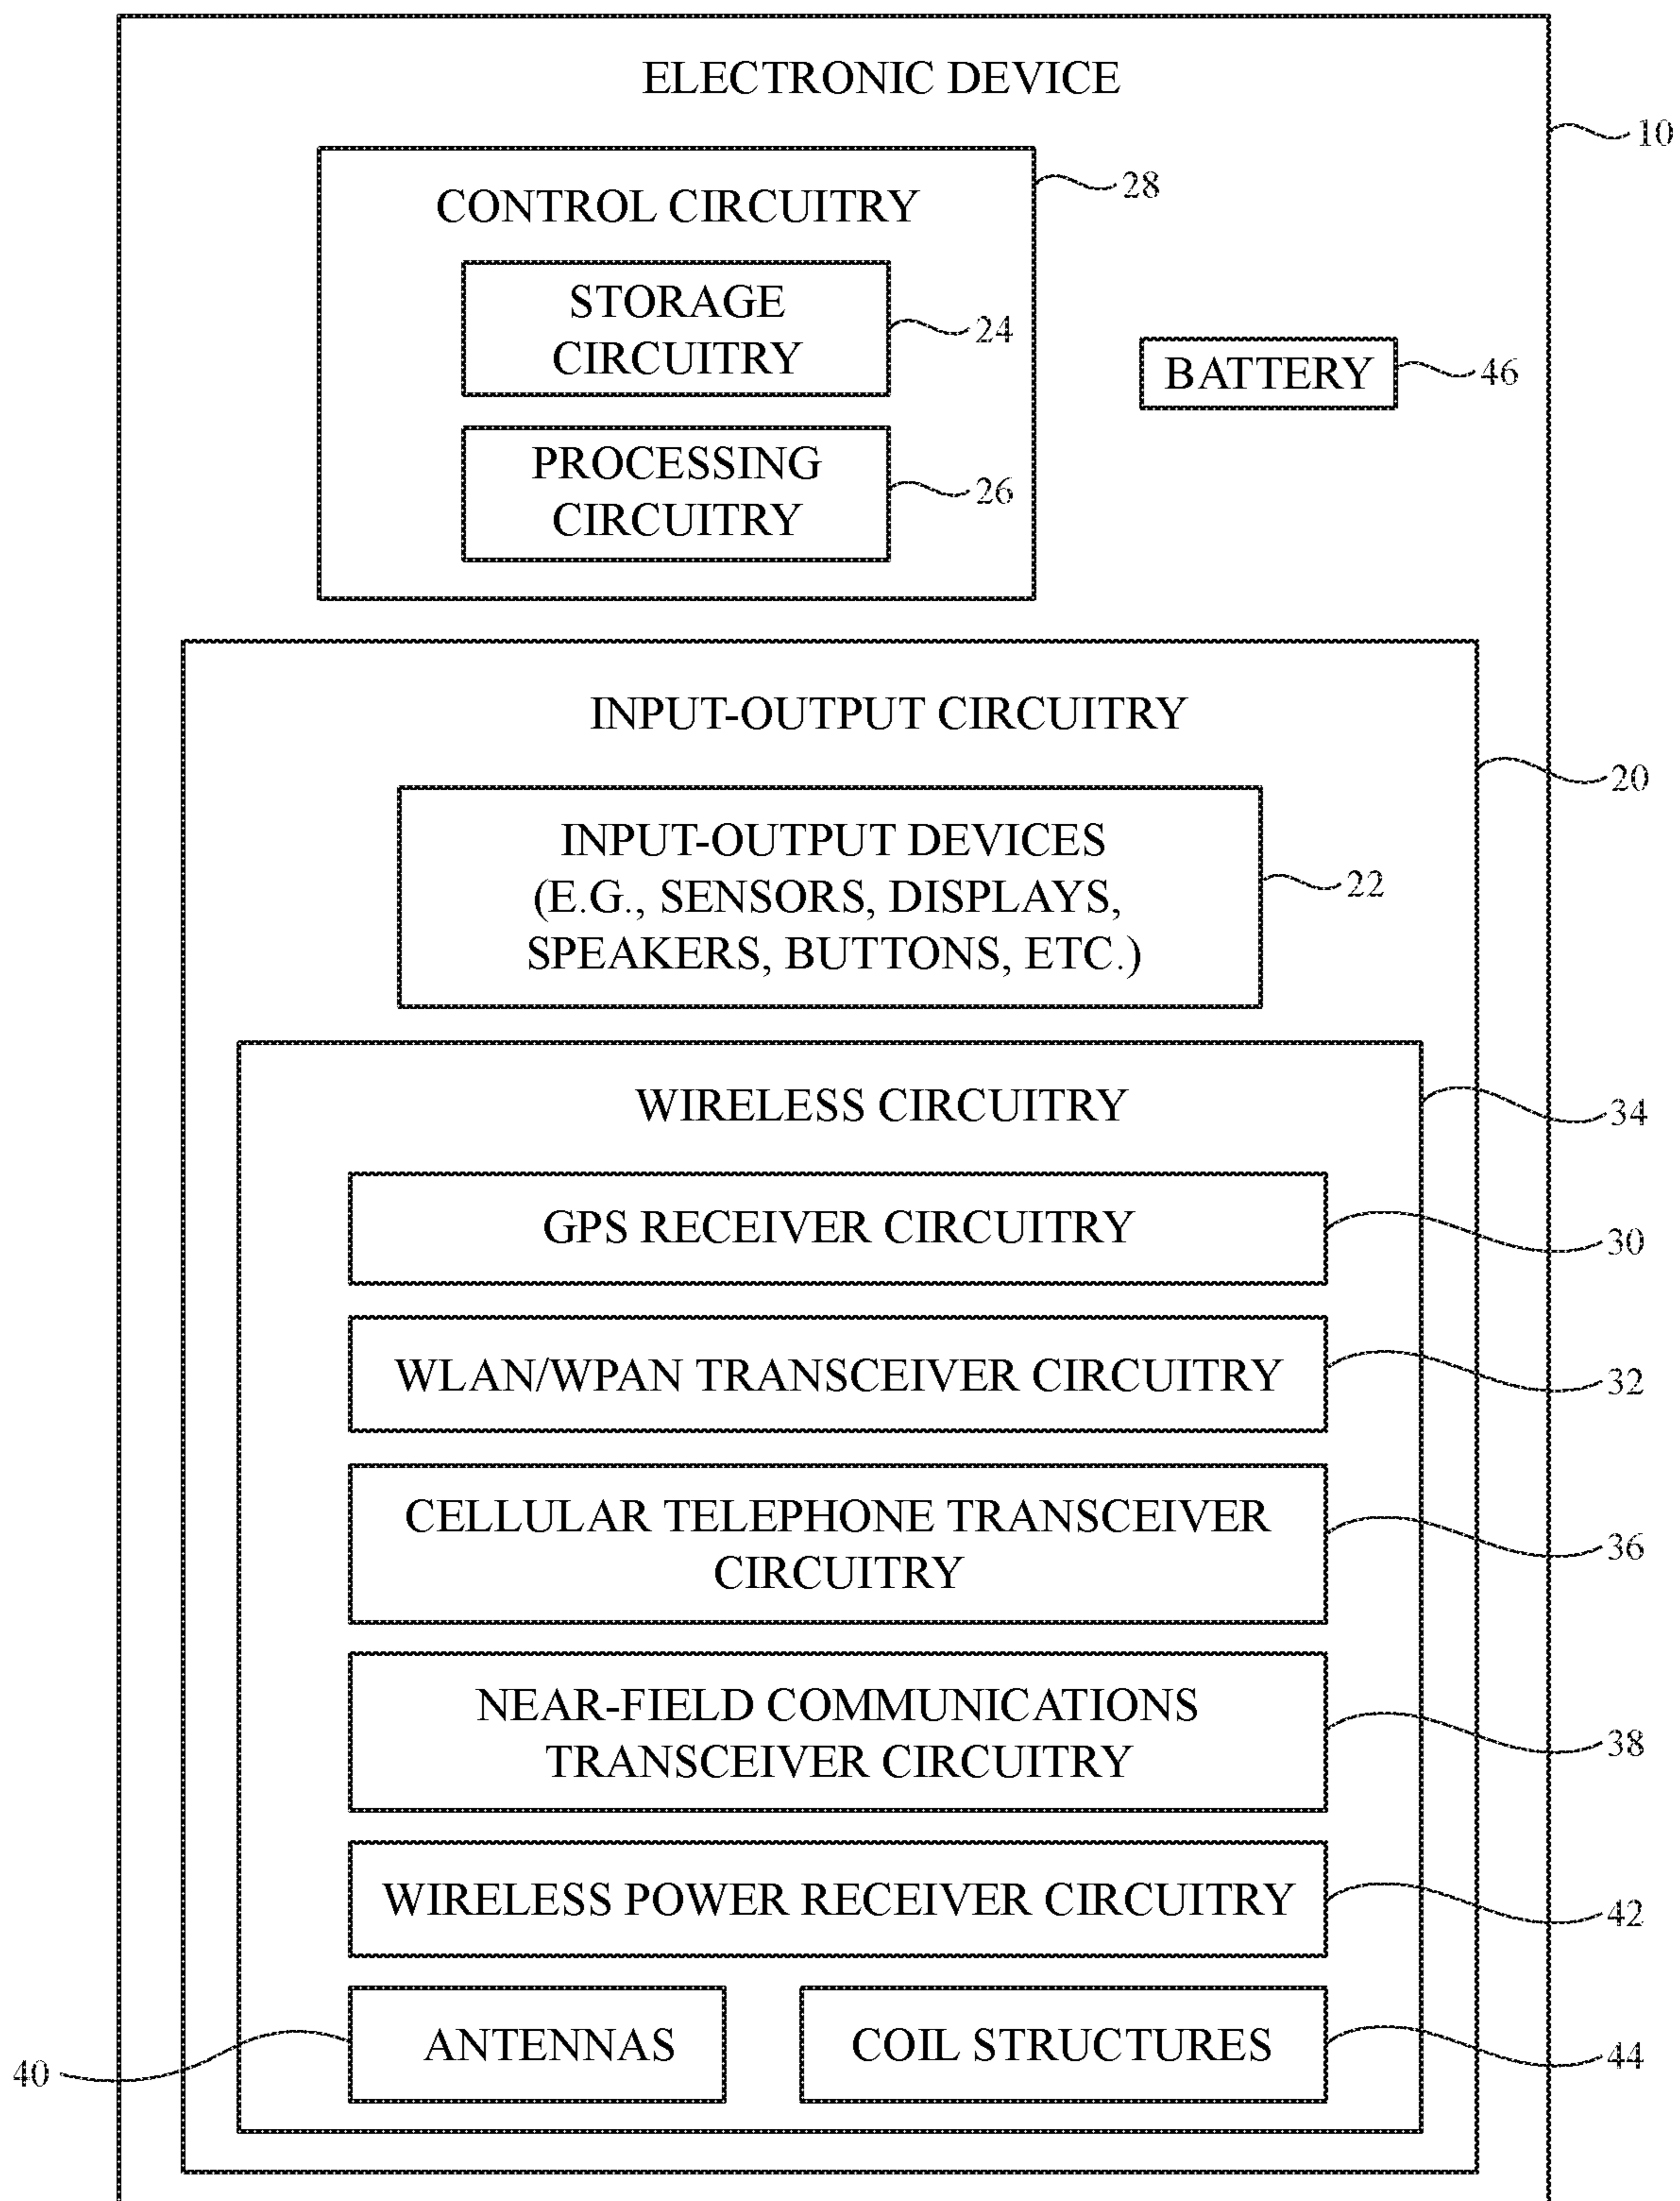 ELECTRONIC DEVICE
10
CONTROL CIRCUITRY
28
STORAGE
CIRCUITRY
24
BATTERY
46
PROCESSING
CIRCUITRY
26
INPUT-OUTPUT CIRCUITRY
20
INPUT-OUTPUT DEVICES
(E.G., SENSORS, DISPLAYS,
SPEAKERS, BUTTONS, ETC.)
22
WIRELESS CIRCUITRY
34
GPS RECEIVER CIRCUITRY
30
WLAN/WPAN TRANSCEIVER CIRCUITRY
32
CELLULAR TELEPHONE TRANSCEIVER
CIRCUITRY
36
NEAR-FIELD COMMUNICATIONS
TRANSCEIVER CIRCUITRY
38
WIRELESS POWER RECEIVER CIRCUITRY
42
ANTENNAS
40
COIL STRUCTURES
44